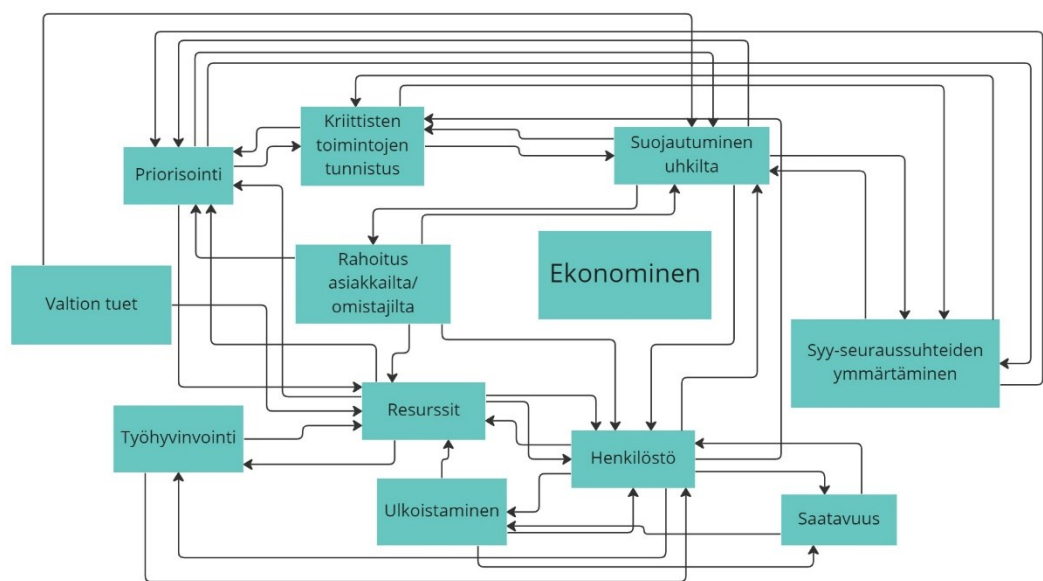 Kriittisten
toimintojen
tunnistus
Suojautuminen
uhkilta
Priorisointi
Rahoitus
asiakkailta/
omistajilta
Ekonominen
Valtion tuet
Syy-seuraussuhteiden
ymmärtäminen
Resurssit
Työhyvinvointi
Henkilöstö
Ulkoistaminen
Saatavuus